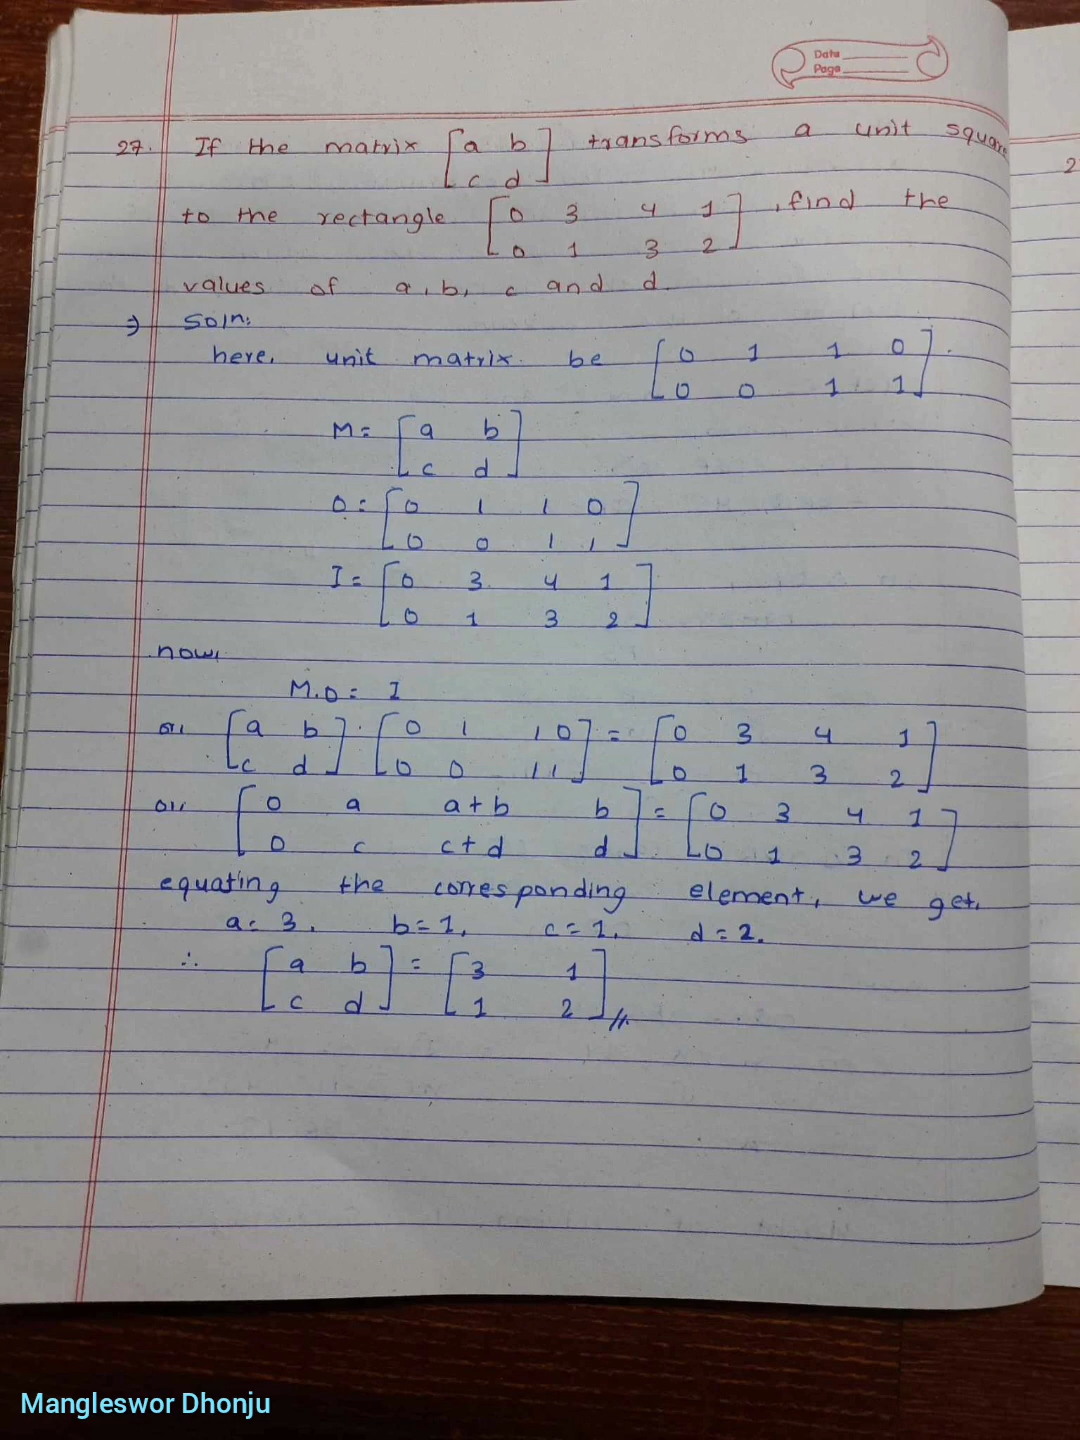 Date
Page
27. If the matrix [a b transforms a unit square
c d]
to the rectangle [0 3 4 1], find the
0 1 3 2
values of a, b, c and d.
⇒ Soln:
here, unit matrix be [0 1 1 0].
0 0 1 1
M = [a b]
c d
O = [0 1 1 0]
0 0 1 1
I = [0 3 4 1]
0 1 3 2
now,
M.O = I
or, [a b] . [0 1 1 0] = [0 3 4 1]
c d 0 0 1 1 0 1 3 2
or, [0 a a+b b] = [0 3 4 1]
0 c c+d d 0 1 3 2
equating the corresponding element, we get,
a = 3, b = 1, c = 1, d = 2.
∴ [a b] = [3 1]
c d 1 2 //
2
Mangleswor Dhonju